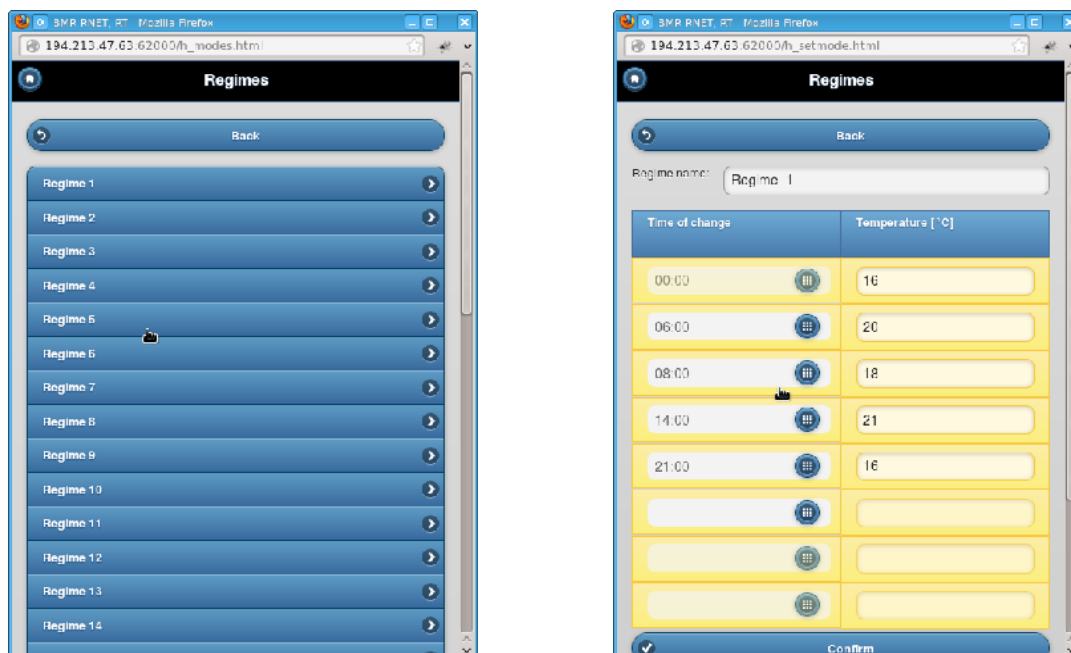 BMR RNET, RT Mozilla Firefox
194.213.47.63:62000/h_modes.html
Regimes
Back
Regime 1
Regime 2
Regime 3
Regime 4
Regime 5
Regime 6
Regime 7
Regime 8
Regime 9
Regime 10
Regime 11
Regime 12
Regime 13
Regime 14
BMR RNET, RT Mozilla Firefox
194.213.47.63:62000/h_setmode.html
Regimes
Back
Regime name: Regime 1
Time of change Temperature [°C]
00:00 16
06:00 20
08:00 18
14:00 21
21:00 16
Confirm